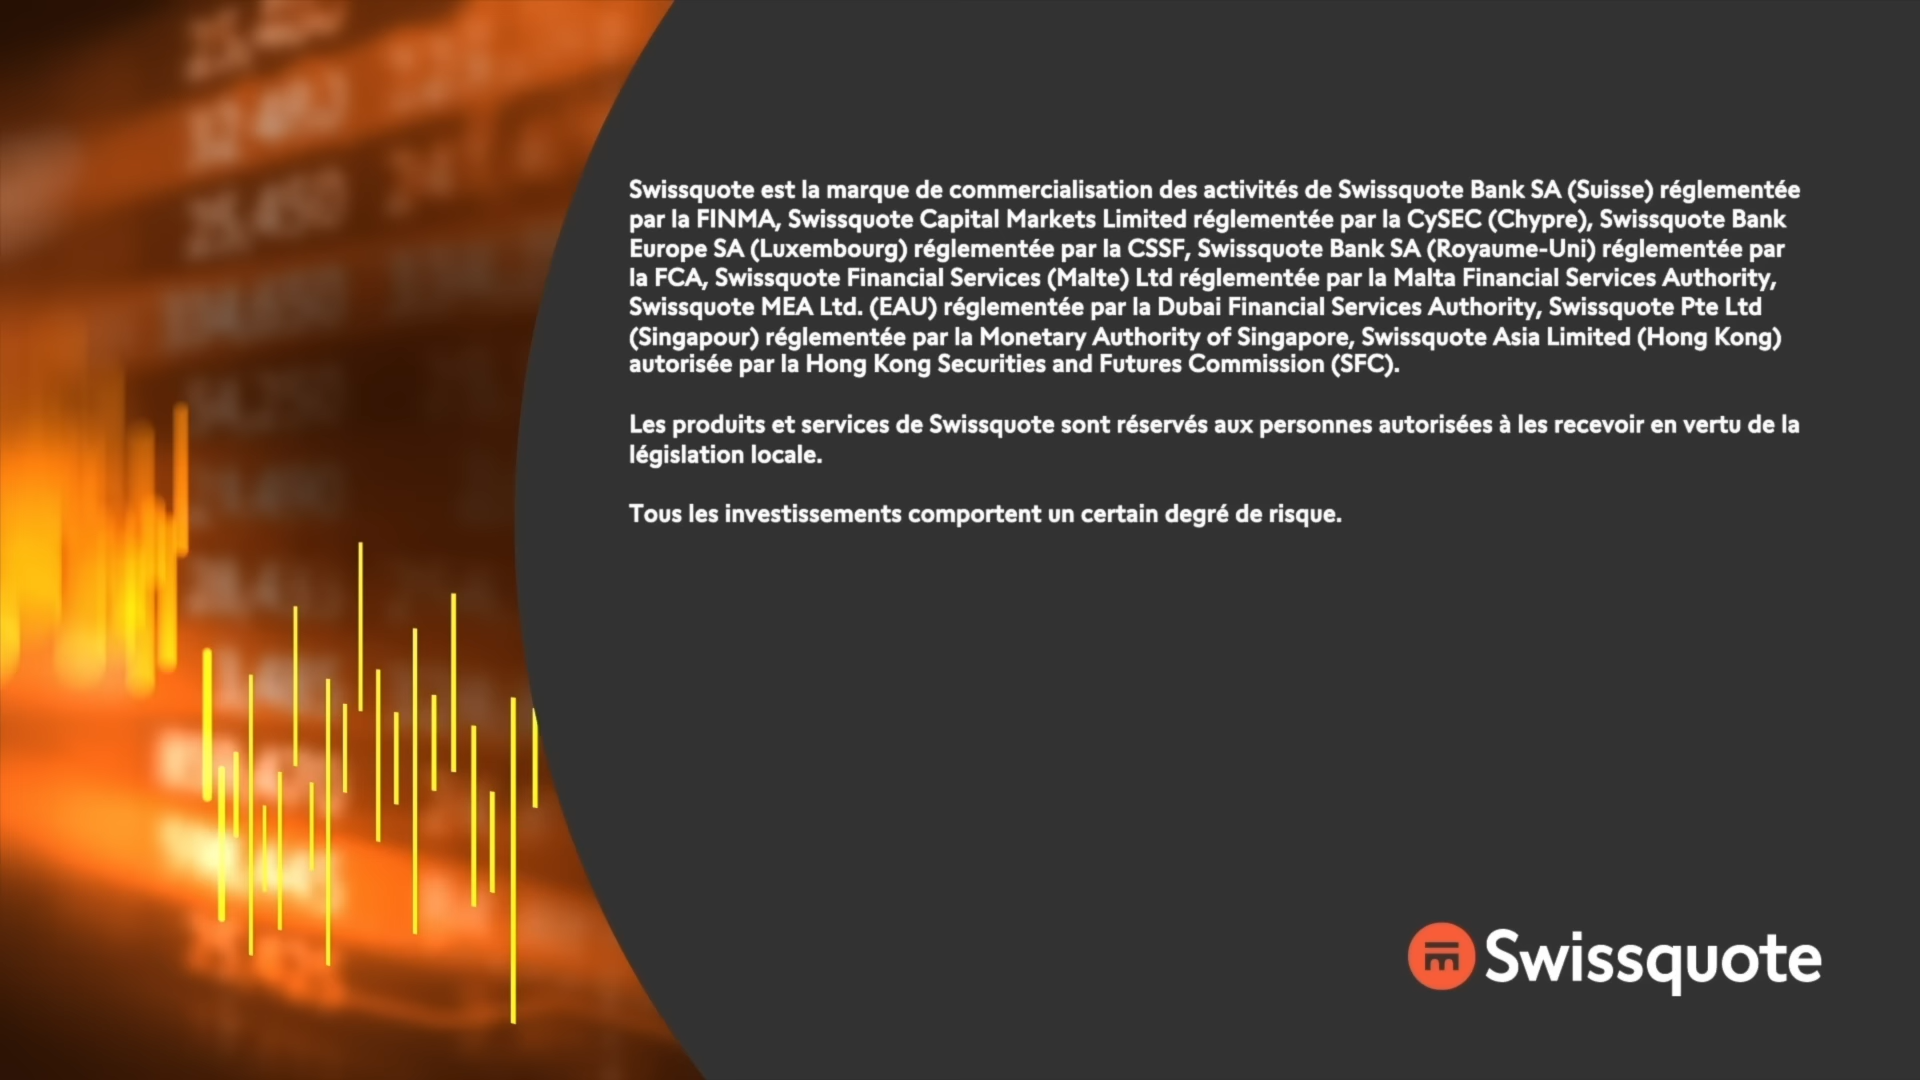 Swissquote est la marque de commercialisation des activités de Swissquote Bank SA (Suisse) réglementée
par la FINMA, Swissquote Capital Markets Limited réglementée par la CySEC (Chypre), Swissquote Bank
Europe SA (Luxembourg) réglementée par la CSSF, Swissquote Bank SA (Royaume-Uni) réglementée par
la FCA, Swissquote Financial Services (Malte) Ltd réglementée par la Malta Financial Services Authority,
Swissquote MEA Ltd. (EAU) réglementée par la Dubai Financial Services Authority, Swissquote Pte Ltd
(Singapour) réglementée par la Monetary Authority of Singapore, Swissquote Asia Limited (Hong Kong)
autorisée par la Hong Kong Securities and Futures Commission (SFC).
Les produits et services de Swissquote sont réservés aux personnes autorisées à les recevoir en vertu de la
législation locale.
Tous les investissements comportent un certain degré de risque.
Swissquote